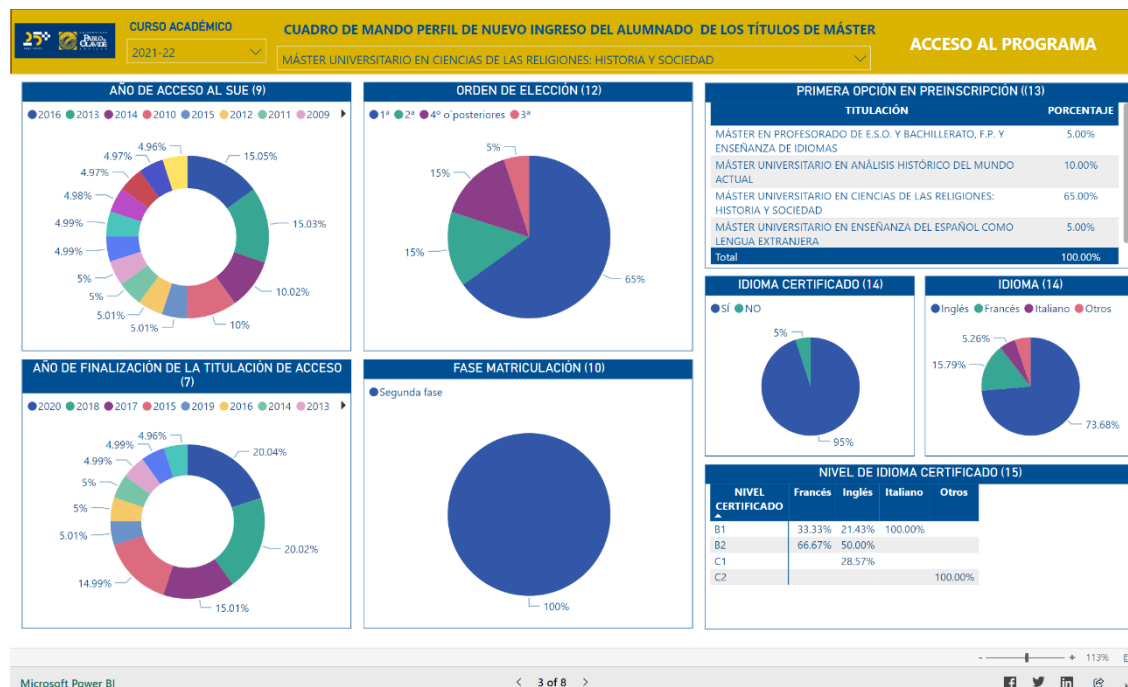 25º PABLO DE OLAVIDE
CURSO ACADÉMICO
2021-22
CUADRO DE MANDO PERFIL DE NUEVO INGRESO DEL ALUMNADO DE LOS TÍTULOS DE MÁSTER
MÁSTER UNIVERSITARIO EN CIENCIAS DE LAS RELIGIONES: HISTORIA Y SOCIEDAD
ACCESO AL PROGRAMA
AÑO DE ACCESO AL SUE (9)
2016 2013 2014 2010 2015 2012 2011 2009
15.05%
15.03%
10.02%
10%
5.01%
5.01%
5%
5%
4.99%
4.99%
4.98%
4.97%
4.97%
4.96%
ORDEN DE ELECCIÓN (12)
1ª 2ª 4º o´posteriores 3ª
5%
15%
15%
65%
PRIMERA OPCIÓN EN PREINSCRIPCIÓN ((13)
TITULACIÓN PORCENTAJE
MÁSTER EN PROFESORADO DE E.S.O. Y BACHILLERATO, F.P. Y 5.00%
ENSEÑANZA DE IDIOMAS
MÁSTER UNIVERSITARIO EN ANÁLISIS HISTÓRICO DEL MUNDO 10.00%
ACTUAL
MÁSTER UNIVERSITARIO EN CIENCIAS DE LAS RELIGIONES: 65.00%
HISTORIA Y SOCIEDAD
MÁSTER UNIVERSITARIO EN ENSEÑANZA DEL ESPAÑOL COMO 5.00%
LENGUA EXTRANJERA
Total 100.00%
AÑO DE FINALIZACIÓN DE LA TITULACIÓN DE ACCESO
(7)
2020 2018 2017 2015 2019 2016 2014 2013
20.04%
20.02%
15.01%
14.99%
5.01%
5%
5%
4.99%
4.99%
4.96%
FASE MATRICULACIÓN (10)
Segunda fase
100%
IDIOMA CERTIFICADO (14)
SÍ NO
5%
95%
IDIOMA (14)
Inglés Francés Italiano Otros
5.26%
15.79%
73.68%
NIVEL DE IDIOMA CERTIFICADO (15)
NIVEL CERTIFICADO Francés Inglés Italiano Otros
B1 33.33% 21.43% 100.00%
B2 66.67% 50.00%
C1 28.57%
C2 100.00%
- + 113%
Microsoft Power BI
3 of 8